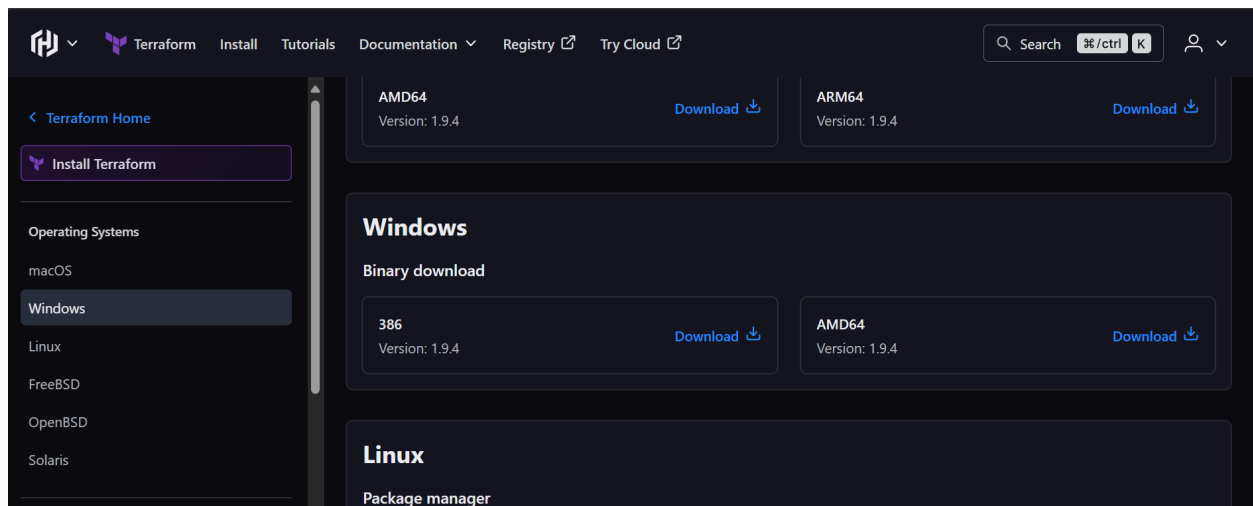 Terraform Install Tutorials Documentation Registry Try Cloud Search ⌘/ctrl K
Terraform Home
Install Terraform
Operating Systems
macOS
Windows
Linux
FreeBSD
OpenBSD
Solaris
AMD64
Version: 1.9.4
Download
ARM64
Version: 1.9.4
Download
Windows
Binary download
386
Version: 1.9.4
Download
AMD64
Version: 1.9.4
Download
Linux
Package manager